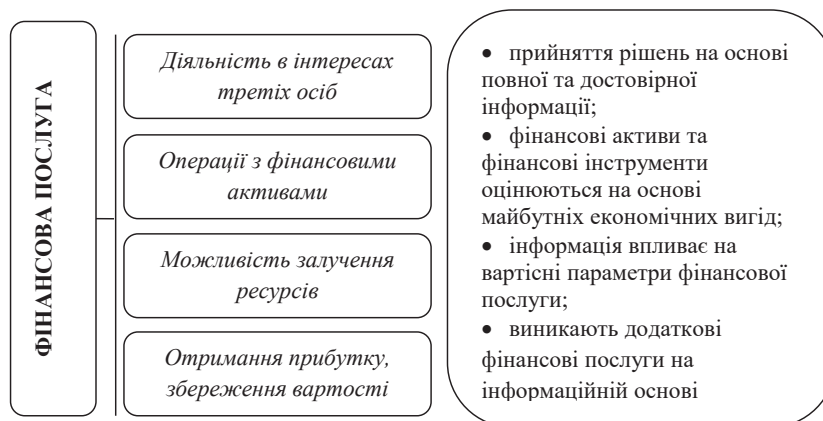 ФІНАНСОВА ПОСЛУГА
Діяльність в інтересах
третіх осіб
Операції з фінансовими
активами
Можливість залучення
ресурсів
Отримання прибутку,
збереження вартості
• прийняття рішень на основі
повної та достовірної
інформації;
• фінансові активи та
фінансові інструменти
оцінюються на основі
майбутніх економічних вигід;
• інформація впливає на
вартісні параметри фінансової
послуги;
• виникають додаткові
фінансові послуги на
інформаційній основі